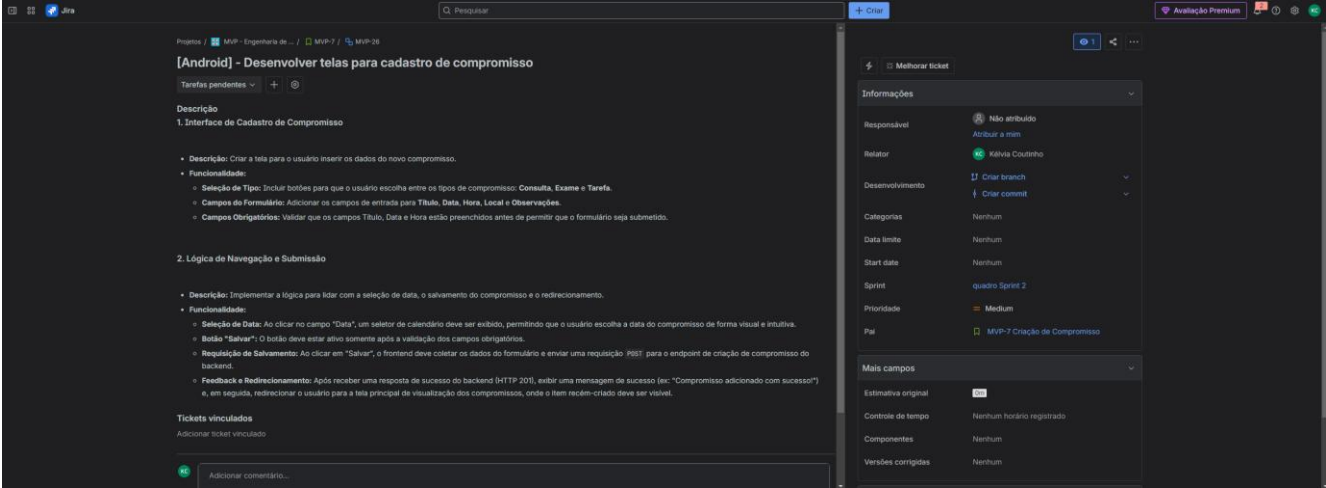 Jira
Pesquisar
+ Criar
Avaliação Premium
2
KC
Projetos / MVP - Engenharia de ... / MVP-7 / MVP-26
1
[Android] - Desenvolver telas para cadastro de compromisso
Melhorar ticket
Tarefas pendentes
Descrição
1. Interface de Cadastro de Compromisso
• Descrição: Criar a tela para o usuário inserir os dados do novo compromisso.
• Funcionalidade:
○ Seleção de Tipo: Incluir botões para que o usuário escolha entre os tipos de compromisso: Consulta, Exame e Tarefa.
○ Campos do Formulário: Adicionar os campos de entrada para Título, Data, Hora, Local e Observações.
○ Campos Obrigatórios: Validar que os campos Título, Data e Hora estão preenchidos antes de permitir que o formulário seja submetido.
2. Lógica de Navegação e Submissão
• Descrição: Implementar a lógica para lidar com a seleção de data, o salvamento do compromisso e o redirecionamento.
• Funcionalidade:
○ Seleção de Data: Ao clicar no campo "Data", um seletor de calendário deve ser exibido, permitindo que o usuário escolha a data do compromisso de forma visual e intuitiva.
○ Botão "Salvar": O botão deve estar ativo somente após a validação dos campos obrigatórios.
○ Requisição de Salvamento: Ao clicar em "Salvar", o frontend deve coletar os dados do formulário e enviar uma requisição POST para o endpoint de criação de compromisso do
backend.
○ Feedback e Redirecionamento: Após receber uma resposta de sucesso do backend (HTTP 201), exibir uma mensagem de sucesso (ex: "Compromisso adicionado com sucesso!")
e, em seguida, redirecionar o usuário para a tela principal de visualização dos compromissos, onde o item recém-criado deve ser visível.
Tickets vinculados
Adicionar ticket vinculado
KC
Adicionar comentário...
Informações
Responsável
Não atribuído
Atribuir a mim
Relator
KC Kélvia Coutinho
Desenvolvimento
Criar branch
Criar commit
Categorias
Nenhum
Data limite
Nenhum
Start date
Nenhum
Sprint
quadro Sprint 2
Prioridade
Medium
Pai
MVP-7 Criação de Compromisso
Mais campos
Estimativa original
0m
Controle de tempo
Nenhum horário registrado
Componentes
Nenhum
Versões corrigidas
Nenhum